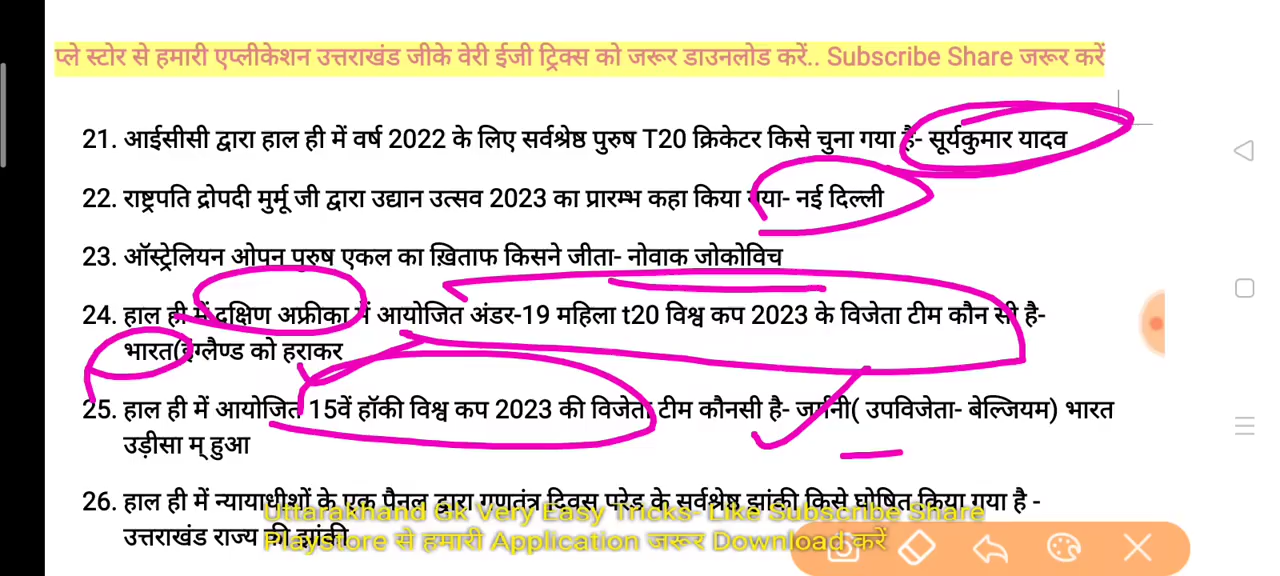 प्ले स्टोर से हमारी एप्लीकेशन उत्तराखंड जीके वेरी ईजी ट्रिक्स को जरूर डाउनलोड करें.. Subscribe Share जरूर करें
21. आईसीसी द्वारा हाल ही में वर्ष 2022 के लिए सर्वश्रेष्ठ पुरुष T20 क्रिकेटर किसे चुना गया है- सूर्यकुमार यादव
22. राष्ट्रपति द्रोपदी मुर्मू जी द्वारा उद्यान उत्सव 2023 का प्रारम्भ कहा किया गया- नई दिल्ली
23. ऑस्ट्रेलियन ओपन पुरुष एकल का ख़िताफ किसने जीता- नोवाक जोकोविच
24. हाल ही में दक्षिण अफ्रीका में आयोजित अंडर-19 महिला t20 विश्व कप 2023 के विजेता टीम कौन सी है-
भारत(इंग्लैण्ड को हराकर
25. हाल ही में आयोजित 15वें हॉकी विश्व कप 2023 की विजेता टीम कौनसी है- जर्मनी( उपविजेता- बेल्जियम) भारत
उड़ीसा म् हुआ
26. हाल ही में न्यायाधीशों के एक पैनल द्वारा गणतंत्र दिवस परेड के सर्वश्रेष्ठ झांकी किसे घोषित किया गया है -
उत्तराखंड राज्य की झांकी
Uttarakhand Gk Very Easy Tricks- Like Subscribe Share
Playstore से हमारी Application जरूर Download करें